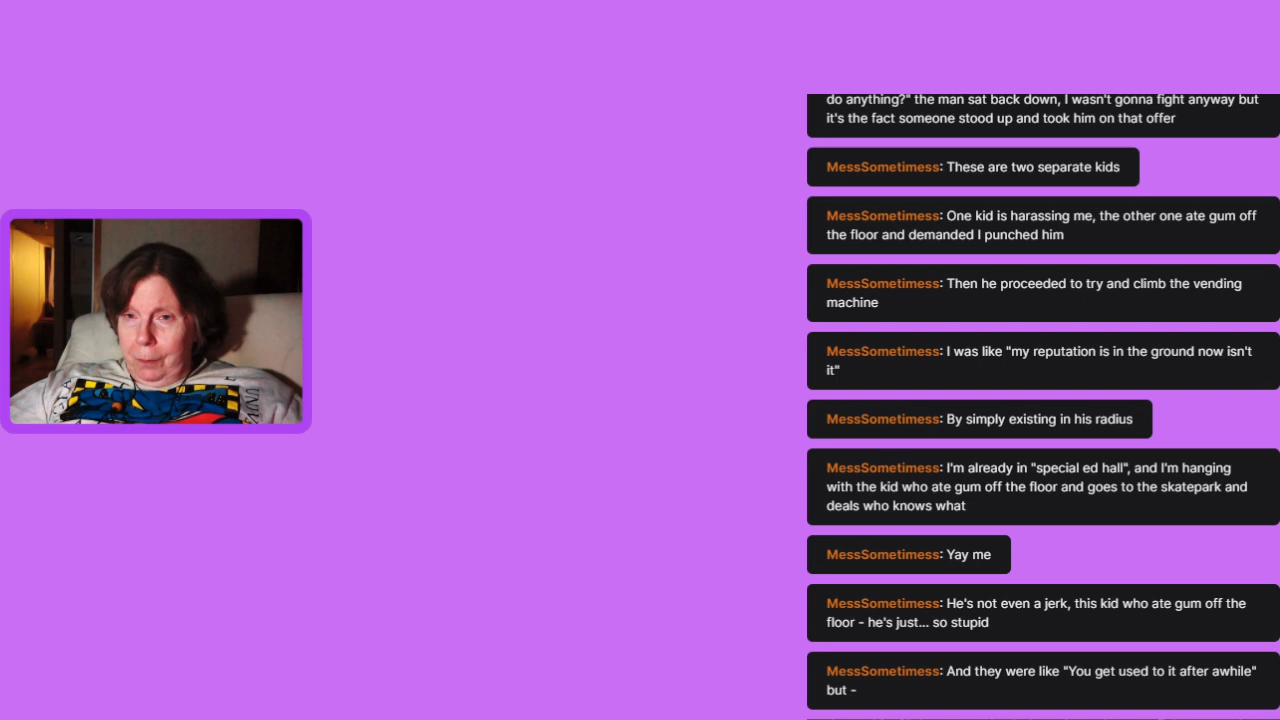 do anything?" the man sat back down, I wasn't gonna fight anyway but
it's the fact someone stood up and took him on that offer
MessSometimess: These are two separate kids
MessSometimess: One kid is harassing me, the other one ate gum off
the floor and demanded I punched him
MessSometimess: Then he proceeded to try and climb the vending
machine
MessSometimess: I was like "my reputation is in the ground now isn't
it"
MessSometimess: By simply existing in his radius
MessSometimess: I'm already in "special ed hall", and I'm hanging
with the kid who ate gum off the floor and goes to the skatepark and
deals who knows what
MessSometimess: Yay me
MessSometimess: He's not even a jerk, this kid who ate gum off the
floor - he's just... so stupid
MessSometimess: And they were like "You get used to it after awhile"
but -